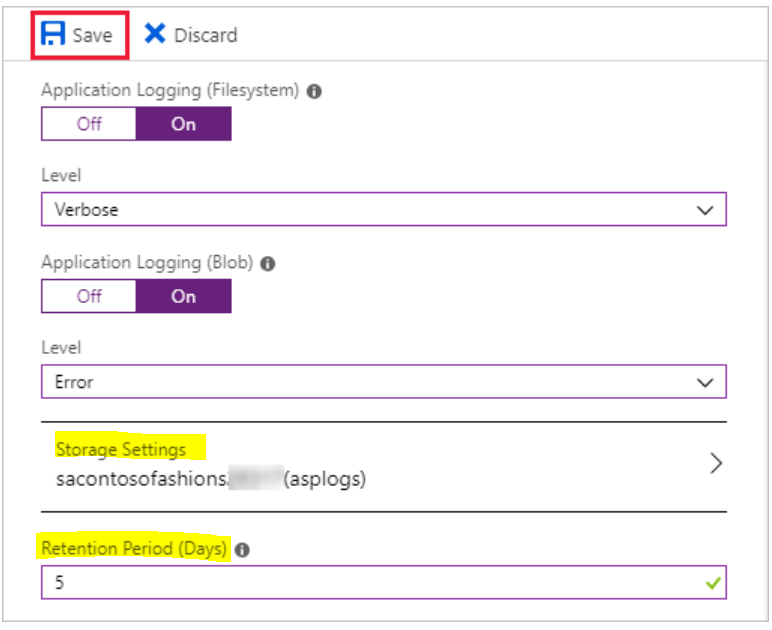 Save Discard
Application Logging (Filesystem)
Off On
Level
Verbose
Application Logging (Blob)
Off On
Level
Error
Storage Settings
sacontosofashions (asplogs)
Retention Period (Days)
5